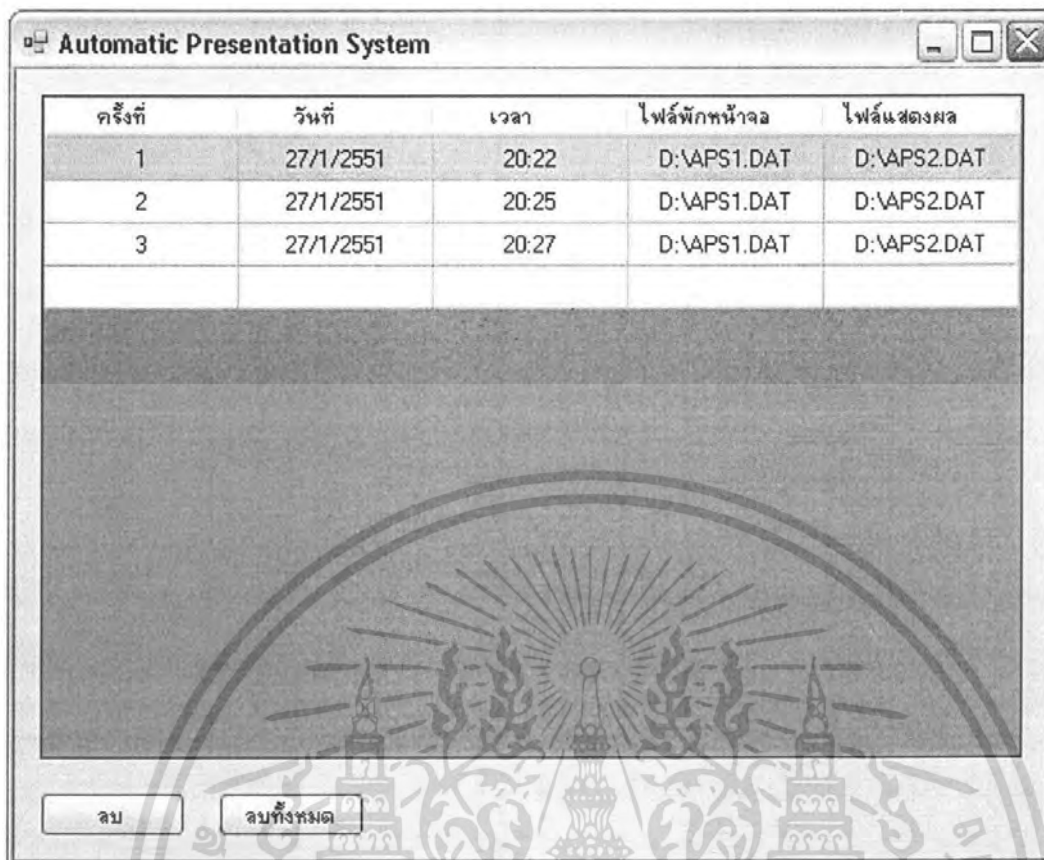 Automatic Presentation System
ครั้งที่ วันที่ เวลา ไฟล์พักหน้าจอ ไฟล์แสดงผล
1 27/1/2551 20:22 D:\APS1.DAT D:\APS2.DAT
2 27/1/2551 20:25 D:\APS1.DAT D:\APS2.DAT
3 27/1/2551 20:27 D:\APS1.DAT D:\APS2.DAT
ลบ ลบทั้งหมด